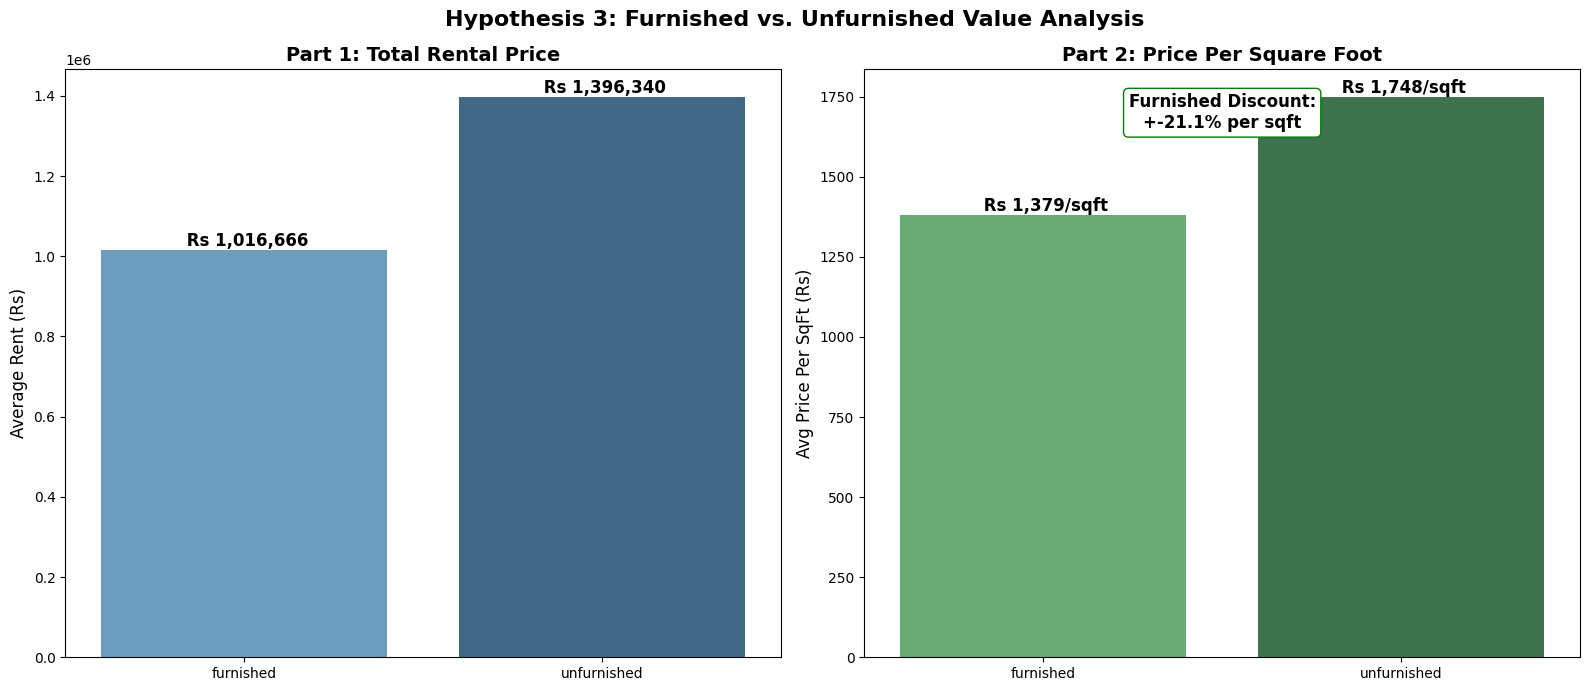 Hypothesis 3: Furnished vs. Unfurnished Value Analysis
Part 1: Total Rental Price
1e6
Average Rent (Rs)
1.4
1.2
1.0
0.8
0.6
0.4
0.2
0.0
Rs 1,016,666
Rs 1,396,340
furnished
unfurnished
Part 2: Price Per Square Foot
Avg Price Per SqFt (Rs)
1750
1500
1250
1000
750
500
250
0
Furnished Discount:
+-21.1% per sqft
Rs 1,379/sqft
Rs 1,748/sqft
furnished
unfurnished